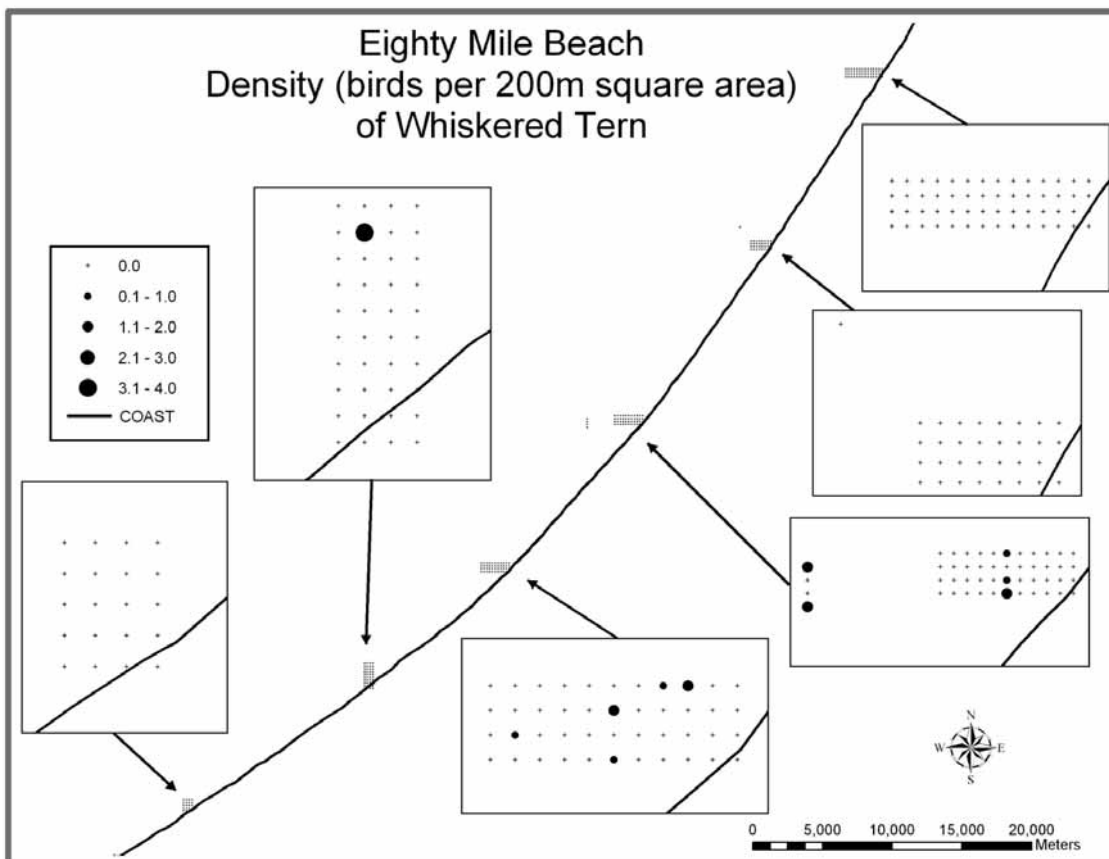 Eighty Mile Beach
Density (birds per 200m square area)
of Whiskered Tern
0.0
0.1 - 1.0
1.1 - 2.0
2.1 - 3.0
3.1 - 4.0
COAST
N
W E
S
0 5,000 10,000 15,000 20,000
Meters